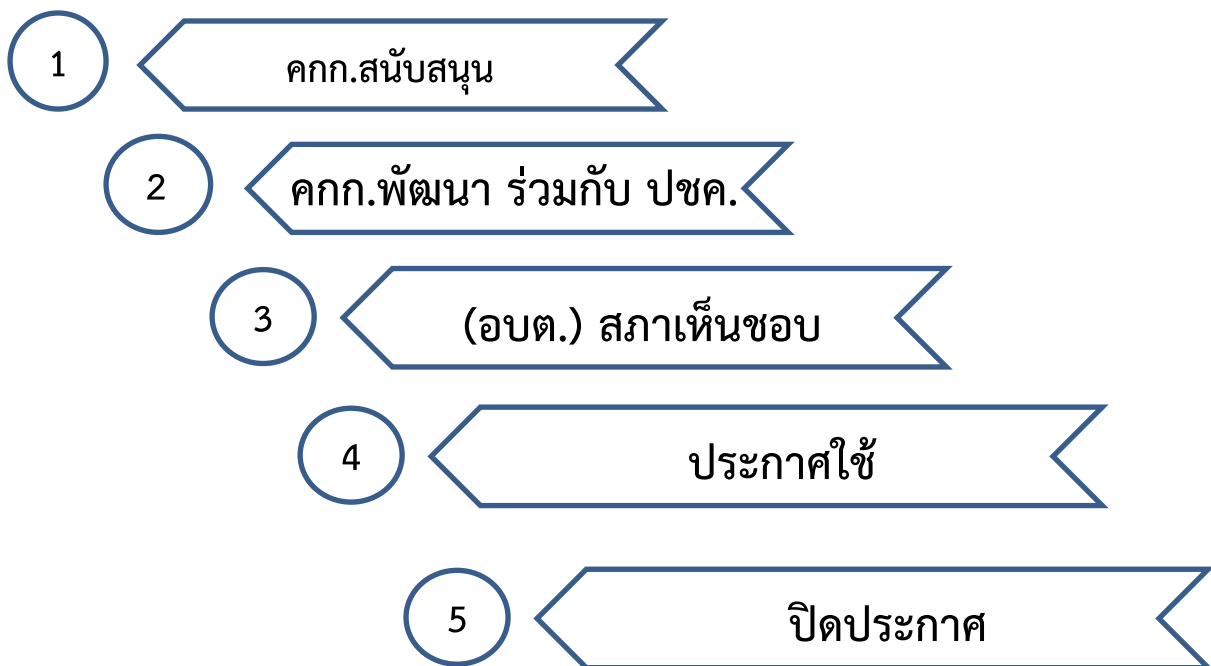 1
คกก.สนับสนุน
2
คกก.พัฒนา ร่วมกับ ปชค.
3
(อบต.) สภาเห็นชอบ
4
ประกาศใช้
5
ปิดประกาศ